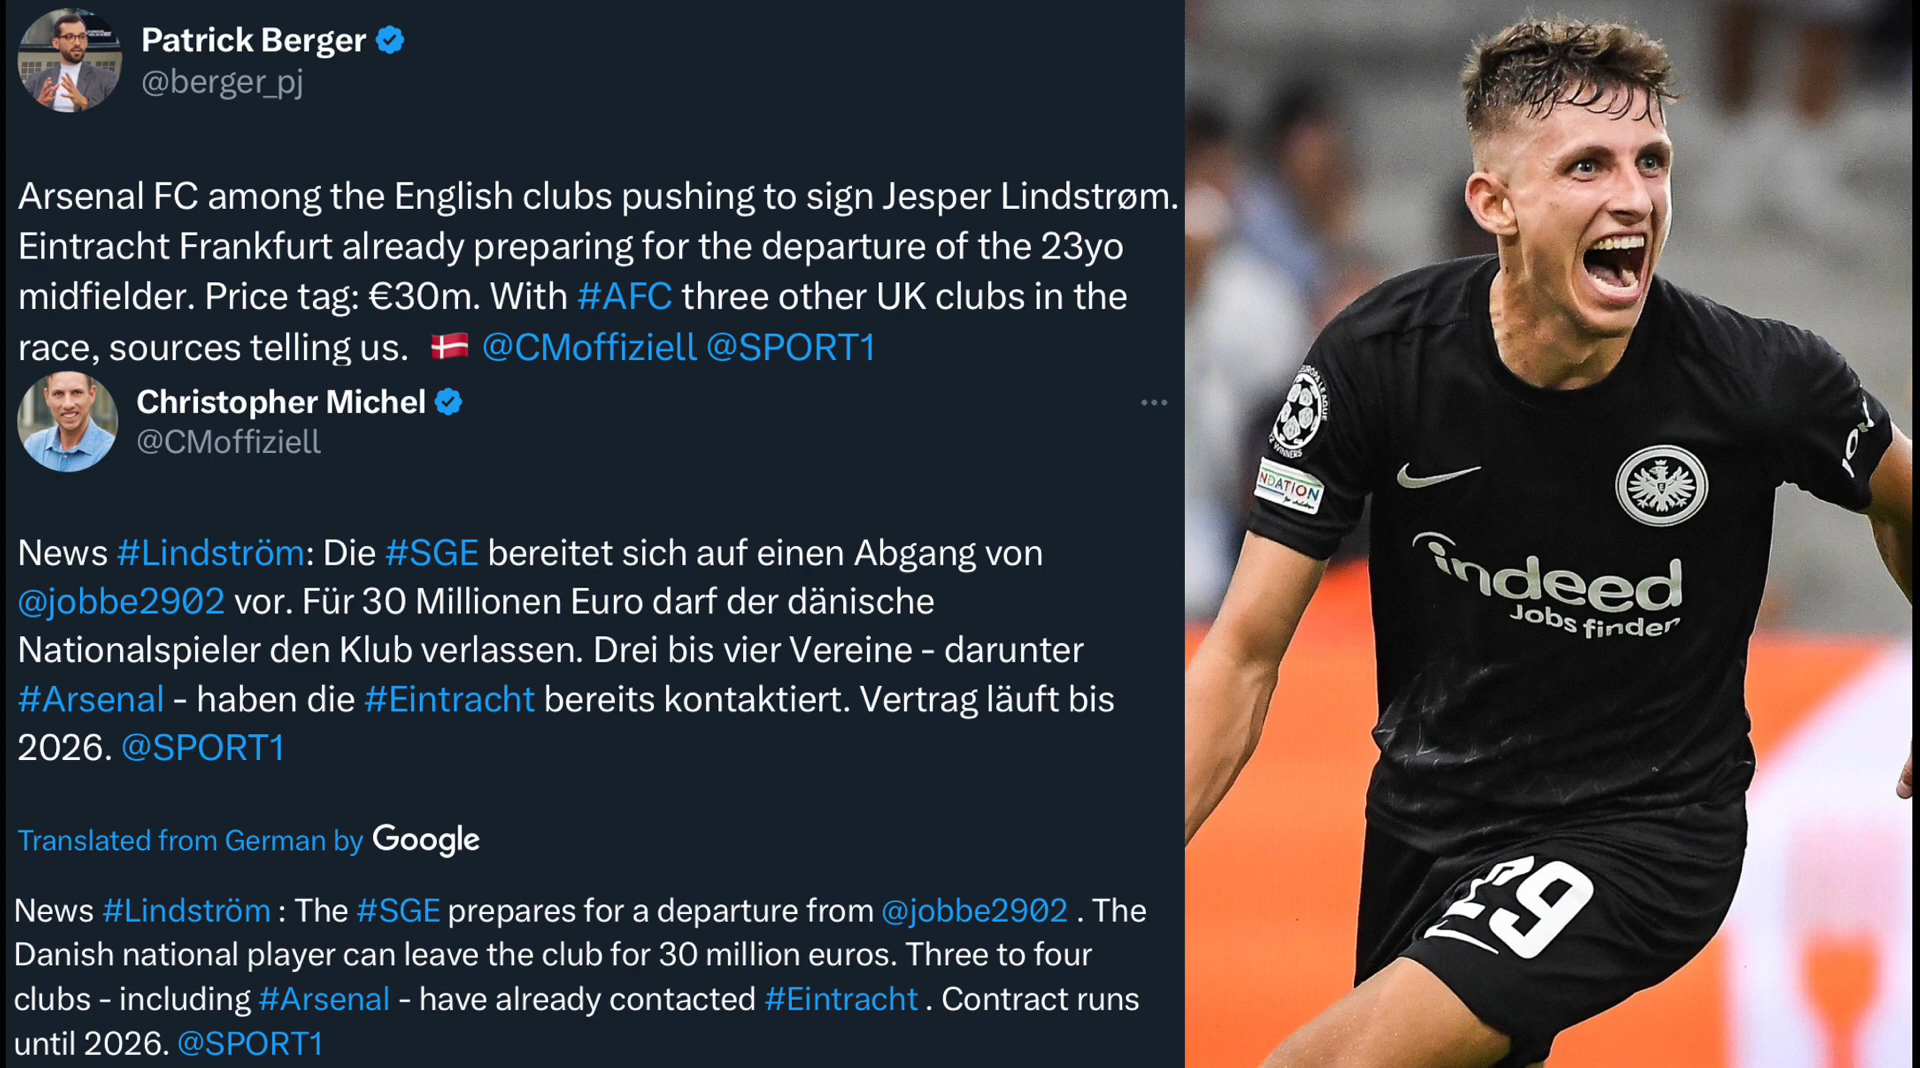 Patrick Berger
@berger_pj
Arsenal FC among the English clubs pushing to sign Jesper Lindstrøm.
Eintracht Frankfurt already preparing for the departure of the 23yo
midfielder. Price tag: €30m. With #AFC three other UK clubs in the
race, sources telling us. @CMoffiziell @SPORT1
Christopher Michel
@CMoffiziell
News #Lindström: Die #SGE bereitet sich auf einen Abgang von
@jobbe2902 vor. Für 30 Millionen Euro darf der dänische
Nationalspieler den Klub verlassen. Drei bis vier Vereine - darunter
#Arsenal - haben die #Eintracht bereits kontaktiert. Vertrag läuft bis
2026. @SPORT1
Translated from German by Google
News #Lindström : The #SGE prepares for a departure from @jobbe2902 . The
Danish national player can leave the club for 30 million euros. Three to four
clubs - including #Arsenal - have already contacted #Eintracht . Contract runs
until 2026. @SPORT1
EUROPA LEAGUE
WINNERS
NDATION
indeed
Jobs finder
29